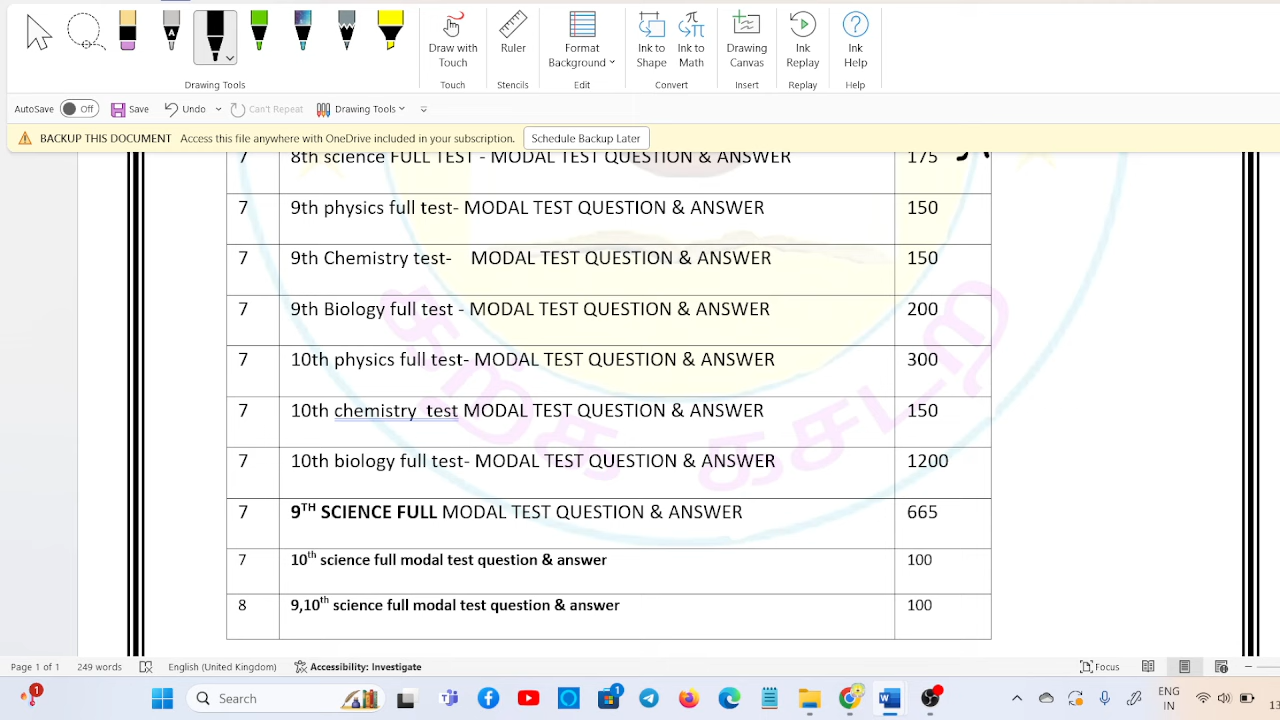 Draw with Touch
Ruler
Format Background
Ink to Shape
Ink to Math
Drawing Canvas
Ink Replay
Ink Help
Drawing Tools
Touch
Stencils
Edit
Convert
Insert
Replay
Help
AutoSave Off Save Undo Can't Repeat Drawing Tools
BACKUP THIS DOCUMENT Access this file anywhere with OneDrive included in your subscription. Schedule Backup Later
7 8th science FULL TEST - MODAL TEST QUESTION & ANSWER 175
7 9th physics full test- MODAL TEST QUESTION & ANSWER 150
7 9th Chemistry test- MODAL TEST QUESTION & ANSWER 150
7 9th Biology full test - MODAL TEST QUESTION & ANSWER 200
7 10th physics full test- MODAL TEST QUESTION & ANSWER 300
7 10th chemistry test MODAL TEST QUESTION & ANSWER 150
7 10th biology full test- MODAL TEST QUESTION & ANSWER 1200
7 9TH SCIENCE FULL MODAL TEST QUESTION & ANSWER 665
7 10th science full modal test question & answer 100
8 9,10th science full modal test question & answer 100
Page 1 of 1 249 words English (United Kingdom) Accessibility: Investigate Focus
Search ENG
IN